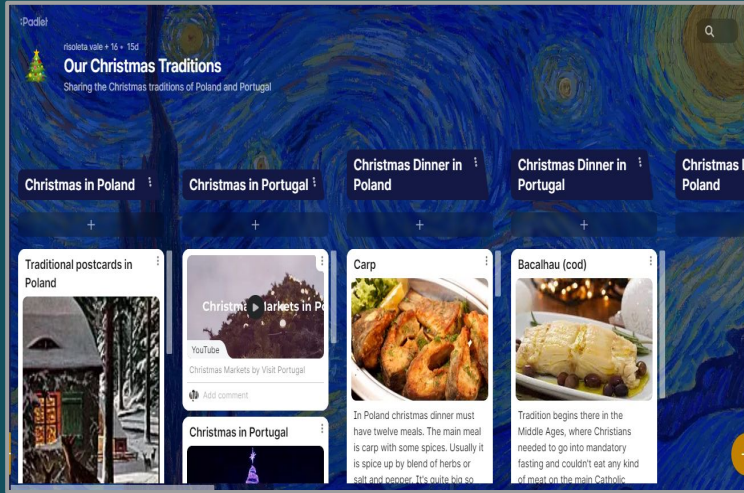 :Padlet
risoleta vale + 16 • 15d
Our Christmas Traditions
Sharing the Christmas traditions of Poland and Portugal
Christmas in Poland
Christmas in Portugal
Christmas Dinner in
Poland
Christmas Dinner in
Portugal
Christmas
Poland
Traditional postcards in
Poland
Christmas Markets in Po
YouTube
Christmas Markets by Visit Portugal
Add comment
Christmas in Portugal
Carp
In Poland christmas dinner must
have twelve meals. The main meal
is carp with some spices. Usually it
is spice up by blend of herbs or
salt and pepper. It's quite big so
Bacalhau (cod)
Tradition begins there in the
Middle Ages, where Christians
needed to go into mandatory
fasting and couldn't eat any kind
of meat on the main Catholic